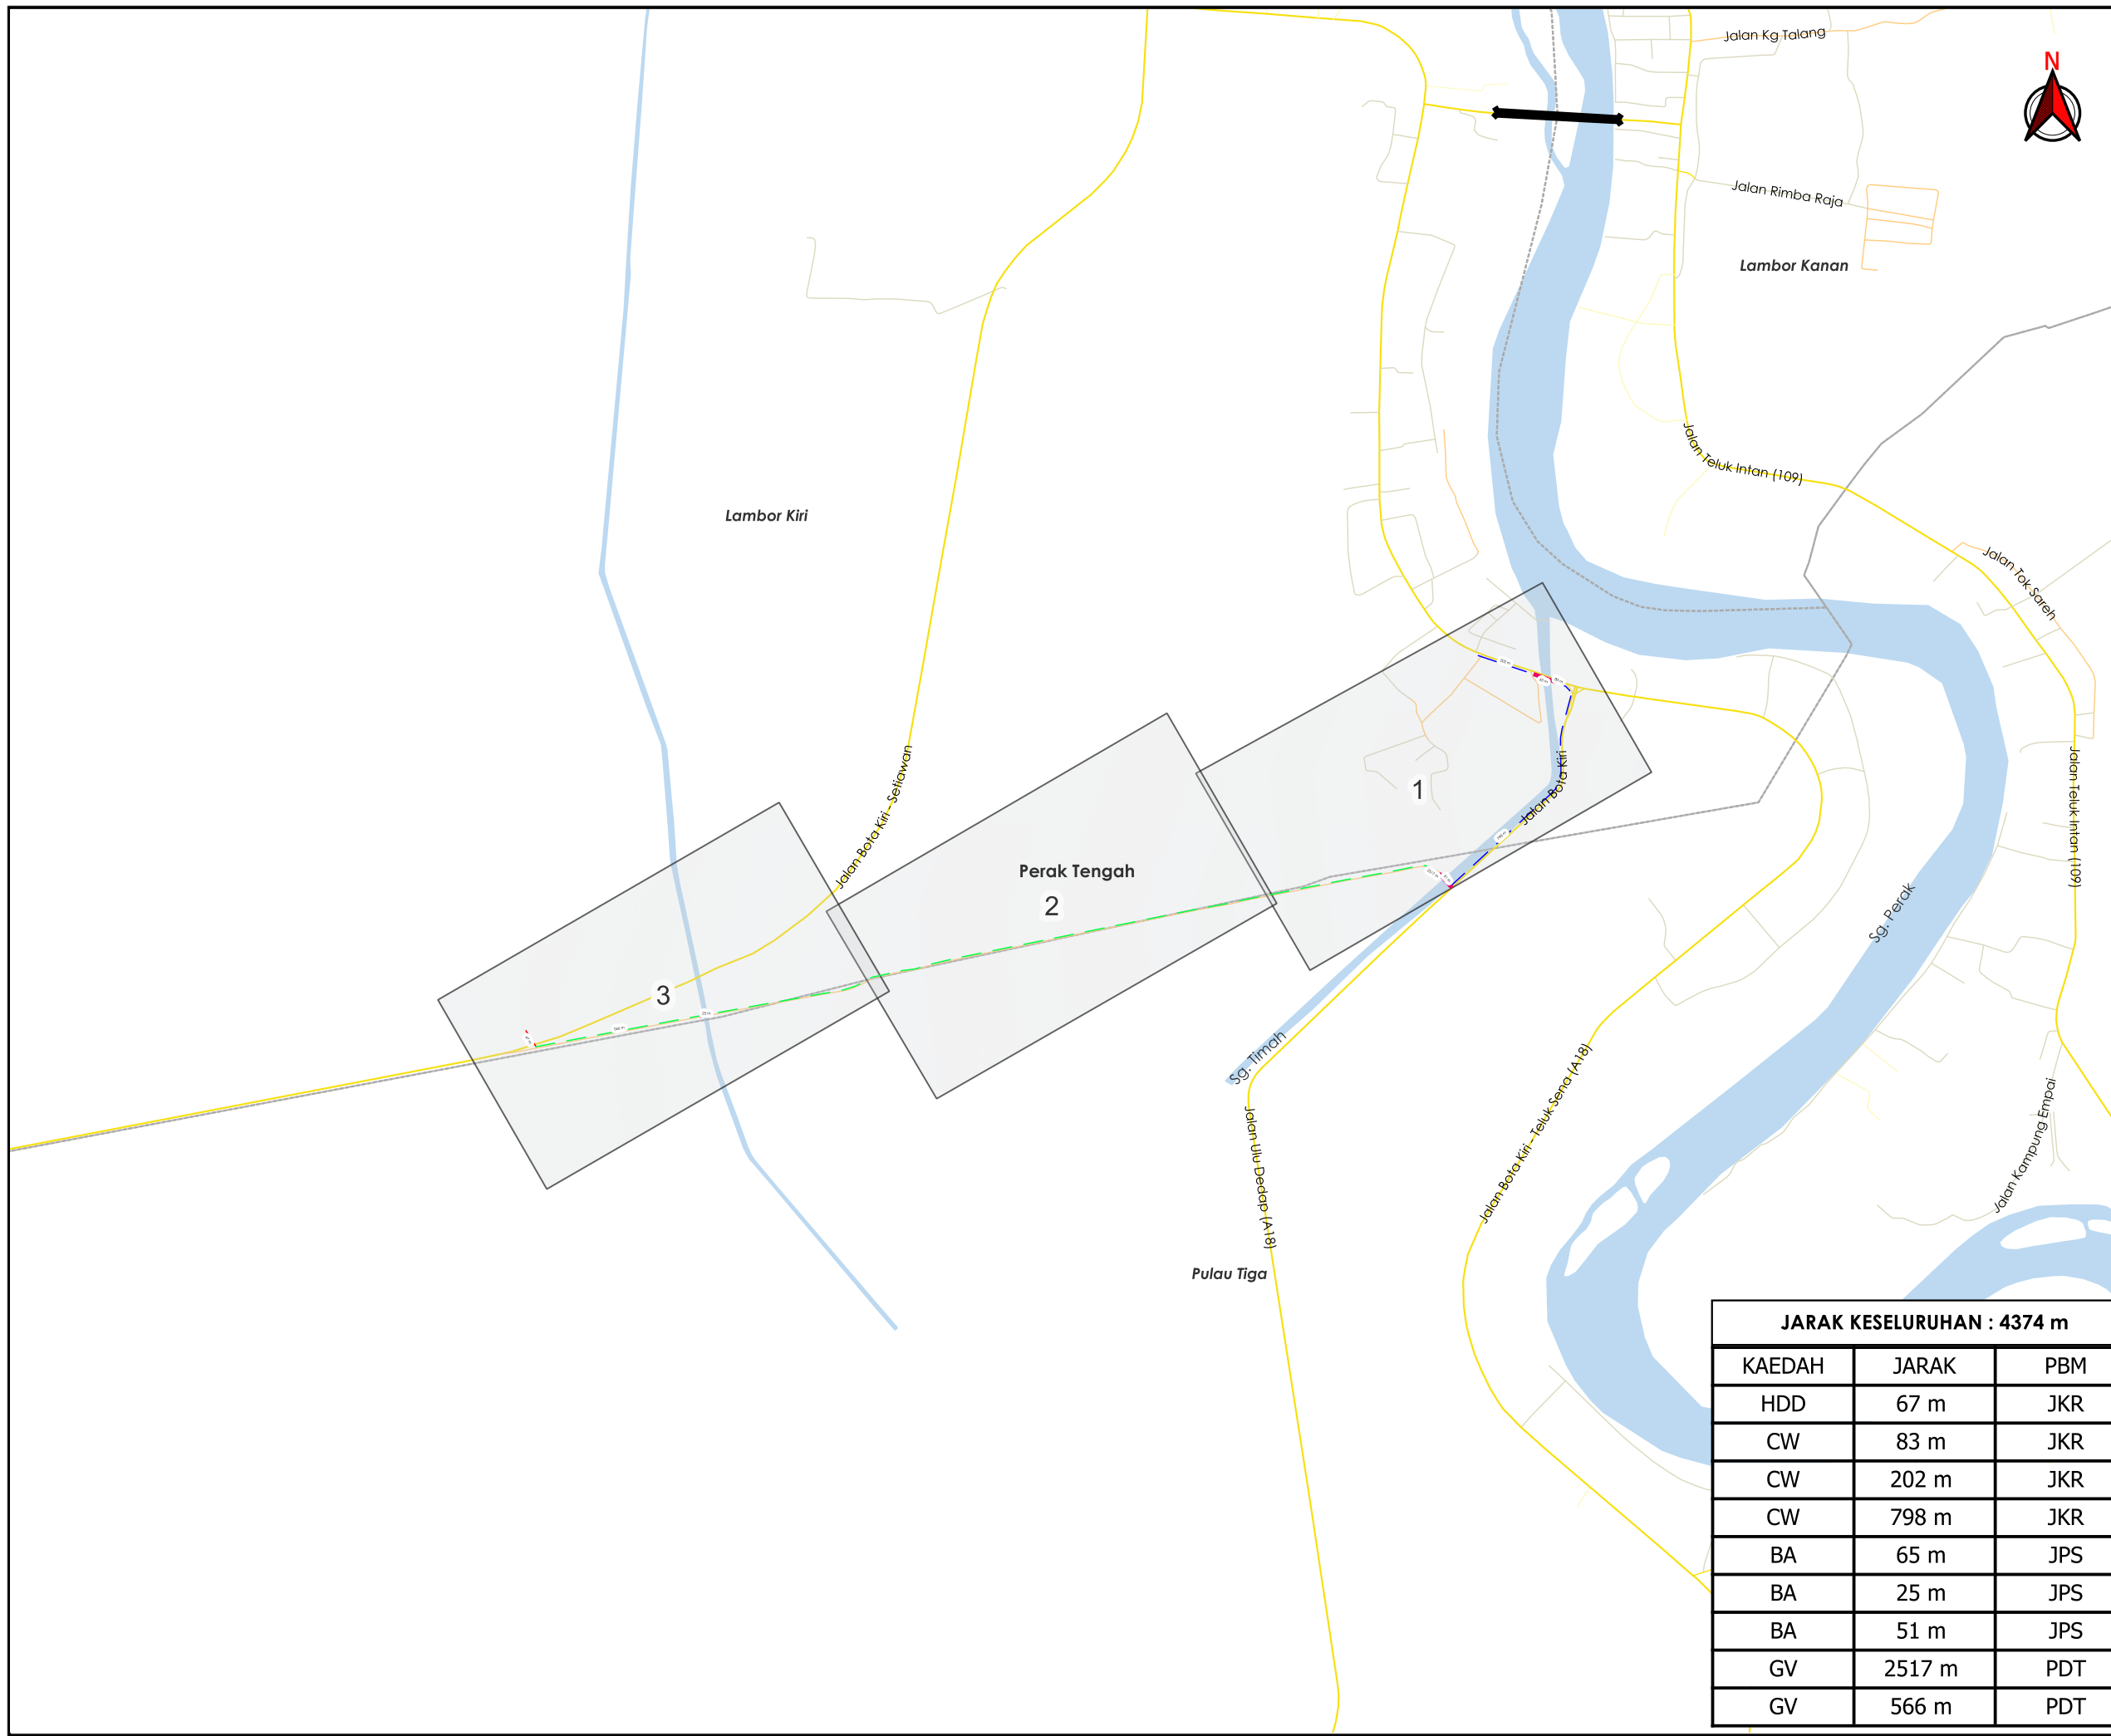 Jalan Kg Talang
N
Jalan Rimba Raja
Lambor Kanan
Jalan Teluk Intan (109)
Lambor Kiri
Jalan Tok Sareh
Jalan Bota Kiri - Setiawan
Jalan Bota Kiri
1
Jalan Teluk Intan (109)
Perak Tengah
2
Sg. Perak
3
Sg. Timah
Jalan Ulu Dedap (A18)
Jalan Bota Kiri - Teluk Sena (A18)
Jalan Kampung Empai
Pulau Tiga
JARAK KESELURUHAN : 4374 m
KAEDAH JARAK PBM
HDD 67 m JKR
CW 83 m JKR
CW 202 m JKR
CW 798 m JKR
BA 65 m JPS
BA 25 m JPS
BA 51 m JPS
GV 2517 m PDT
GV 566 m PDT